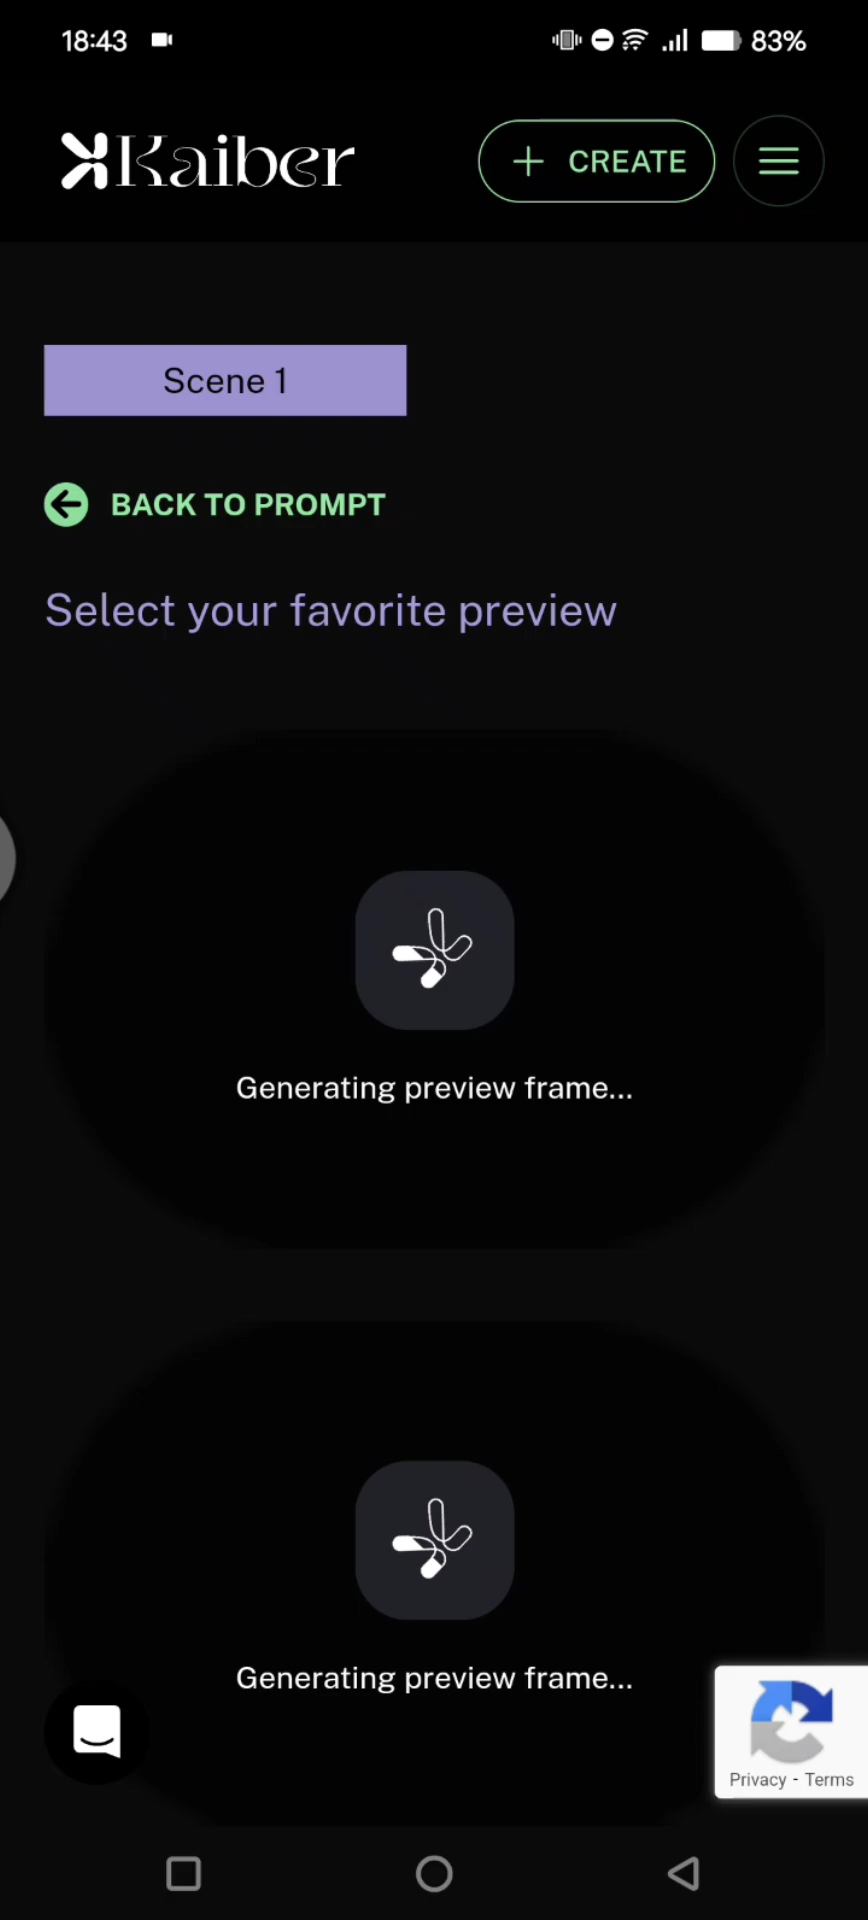 18:43
83%
Kaiber
+ CREATE
Scene 1
BACK TO PROMPT
Select your favorite preview
Generating preview frame...
Generating preview frame...
Privacy - Terms